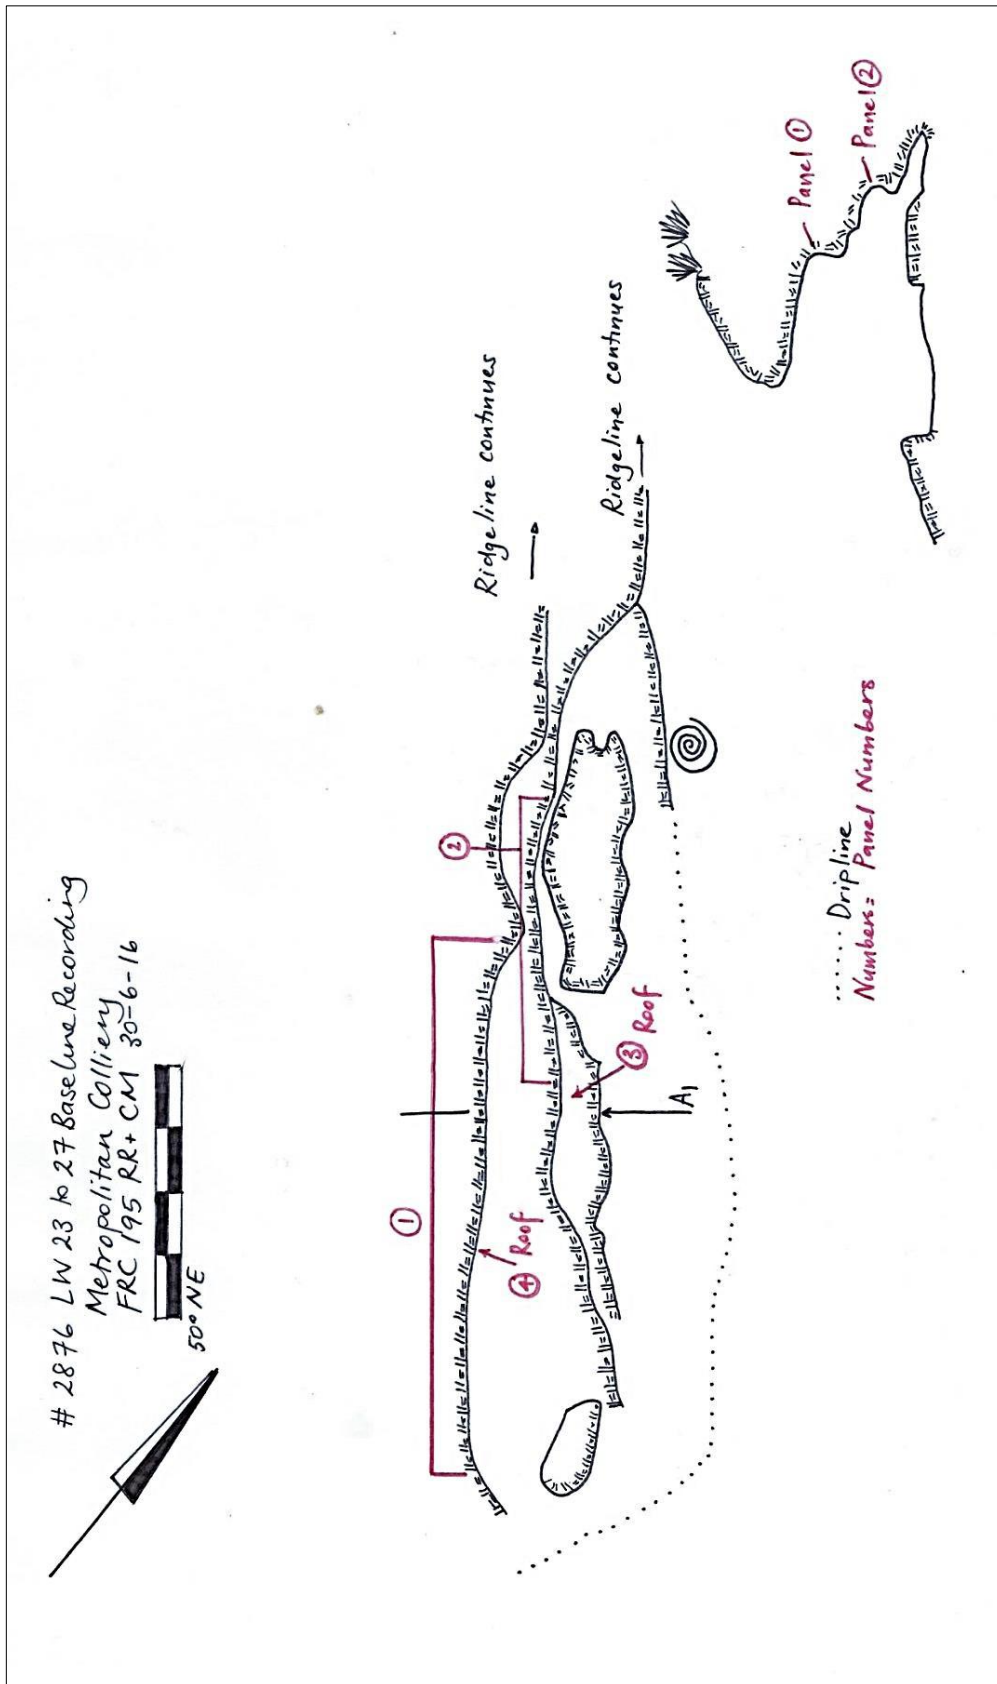 # 2876 LW 23 to 27 Baseline Recording
Metropolitan Colliery
FRC 195 RR + CM 30-6-16
50° NE
Ridgeline continues
Ridgeline continues
①
②
③ Roof
④ Roof
A1
Panel ①
Panel ②
..... Dripline
Numbers = Panel Numbers